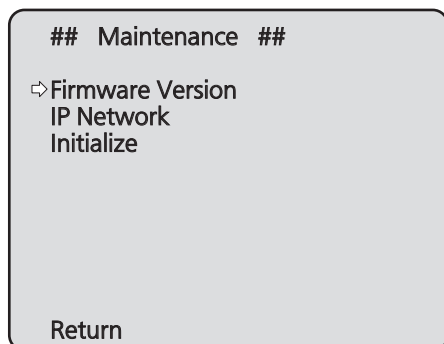 ## Maintenance ##
⇨Firmware Version
IP Network
Initialize
Return